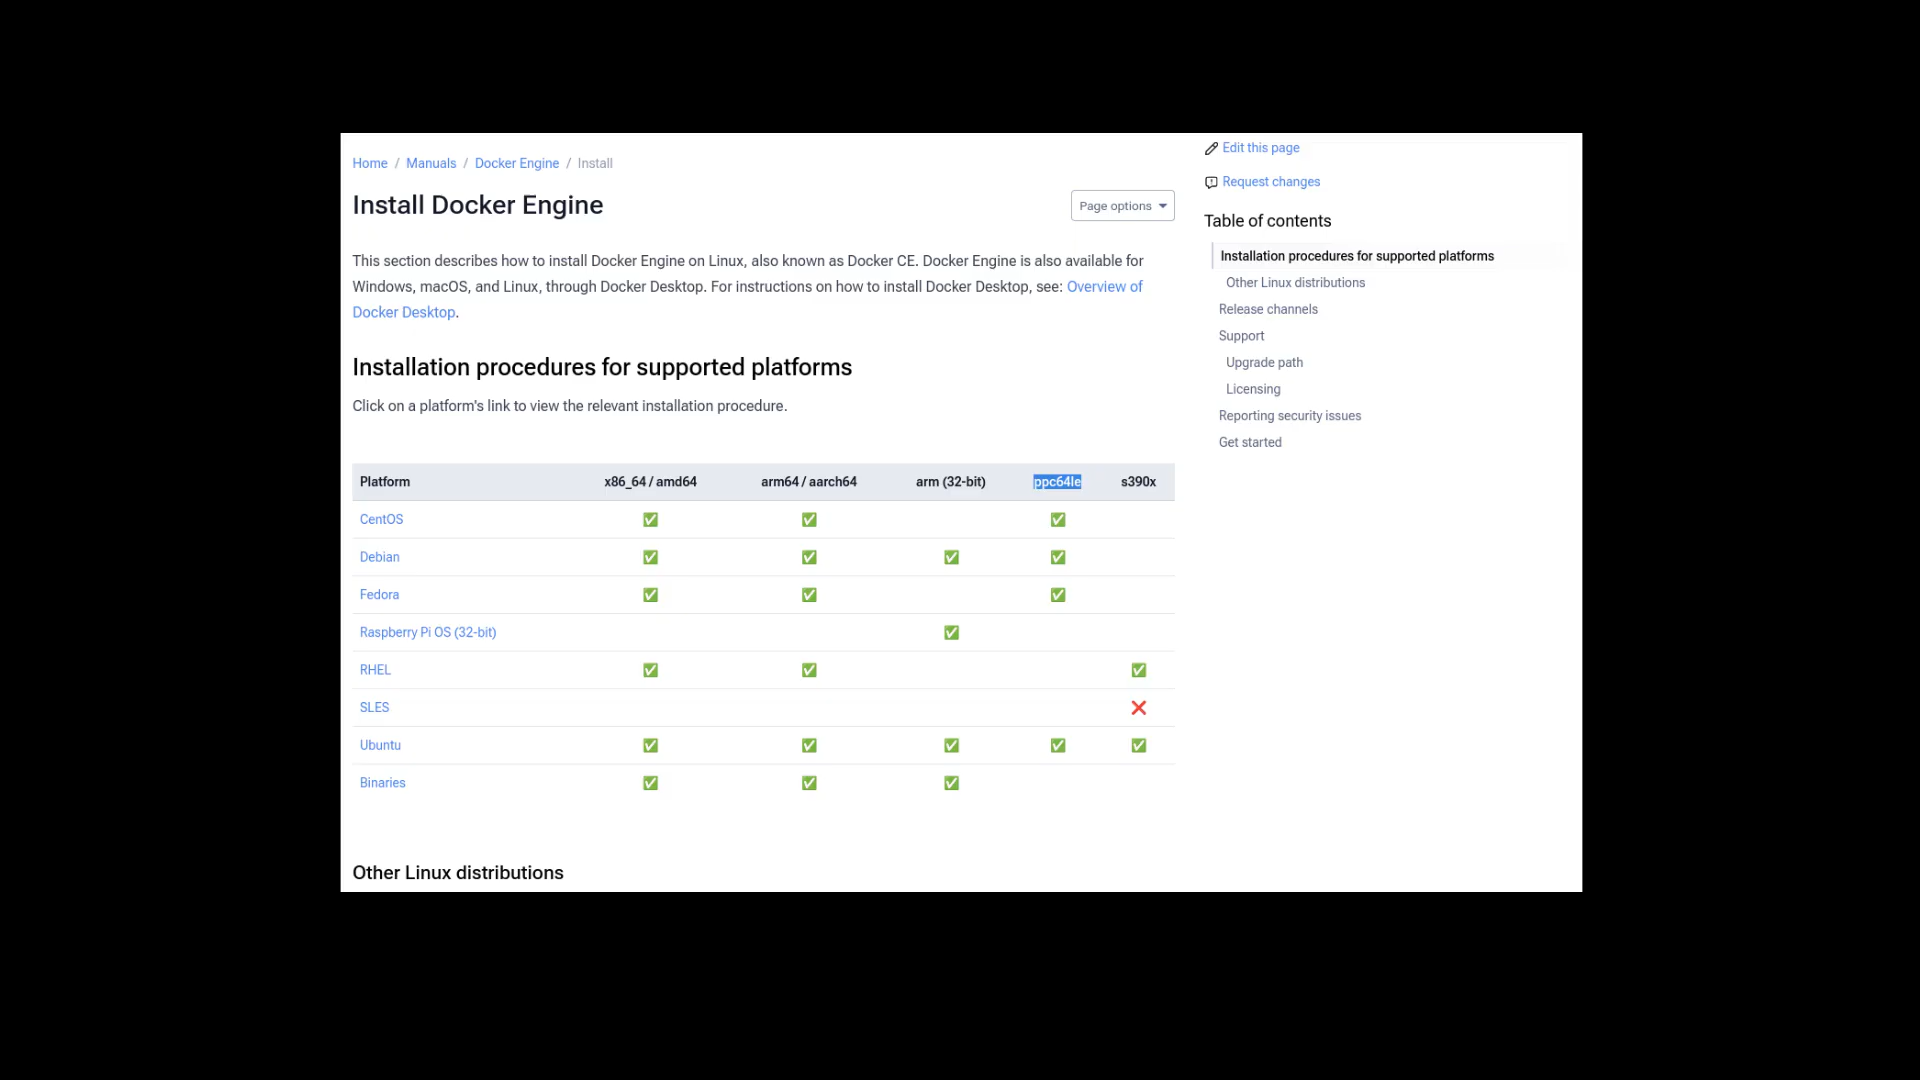 Home / Manuals / Docker Engine / Install
Install Docker Engine
Page options
This section describes how to install Docker Engine on Linux, also known as Docker CE. Docker Engine is also available for
Windows, macOS, and Linux, through Docker Desktop. For instructions on how to install Docker Desktop, see: Overview of
Docker Desktop.
Installation procedures for supported platforms
Click on a platform's link to view the relevant installation procedure.
Platform x86_64 / amd64 arm64 / aarch64 arm (32-bit) ppc64le s390x
CentOS ✅ ✅ ✅
Debian ✅ ✅ ✅ ✅
Fedora ✅ ✅ ✅
Raspberry Pi OS (32-bit) ✅
RHEL ✅ ✅ ✅
SLES ❌
Ubuntu ✅ ✅ ✅ ✅ ✅
Binaries ✅ ✅ ✅
Other Linux distributions
Edit this page
Request changes
Table of contents
Installation procedures for supported platforms
Other Linux distributions
Release channels
Support
Upgrade path
Licensing
Reporting security issues
Get started